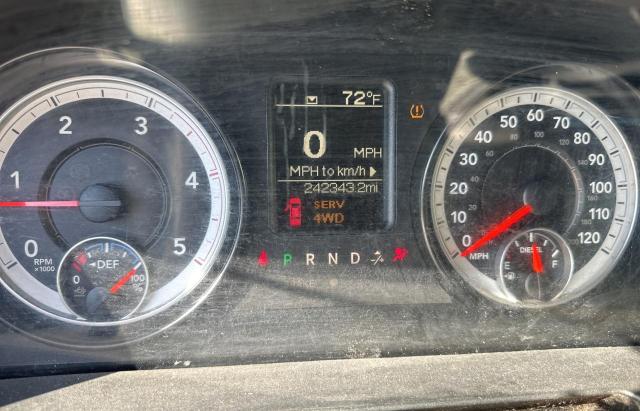 72°F
0 MPH
MPH to km/h
242343.2mi
SERV
4WD
P R N D
0 1 2 3 4 5
RPM
×1000
DEF
0 100
0 10 20 30 40 50 60 70 80 90 100 110 120
MPH
DIESEL
E F